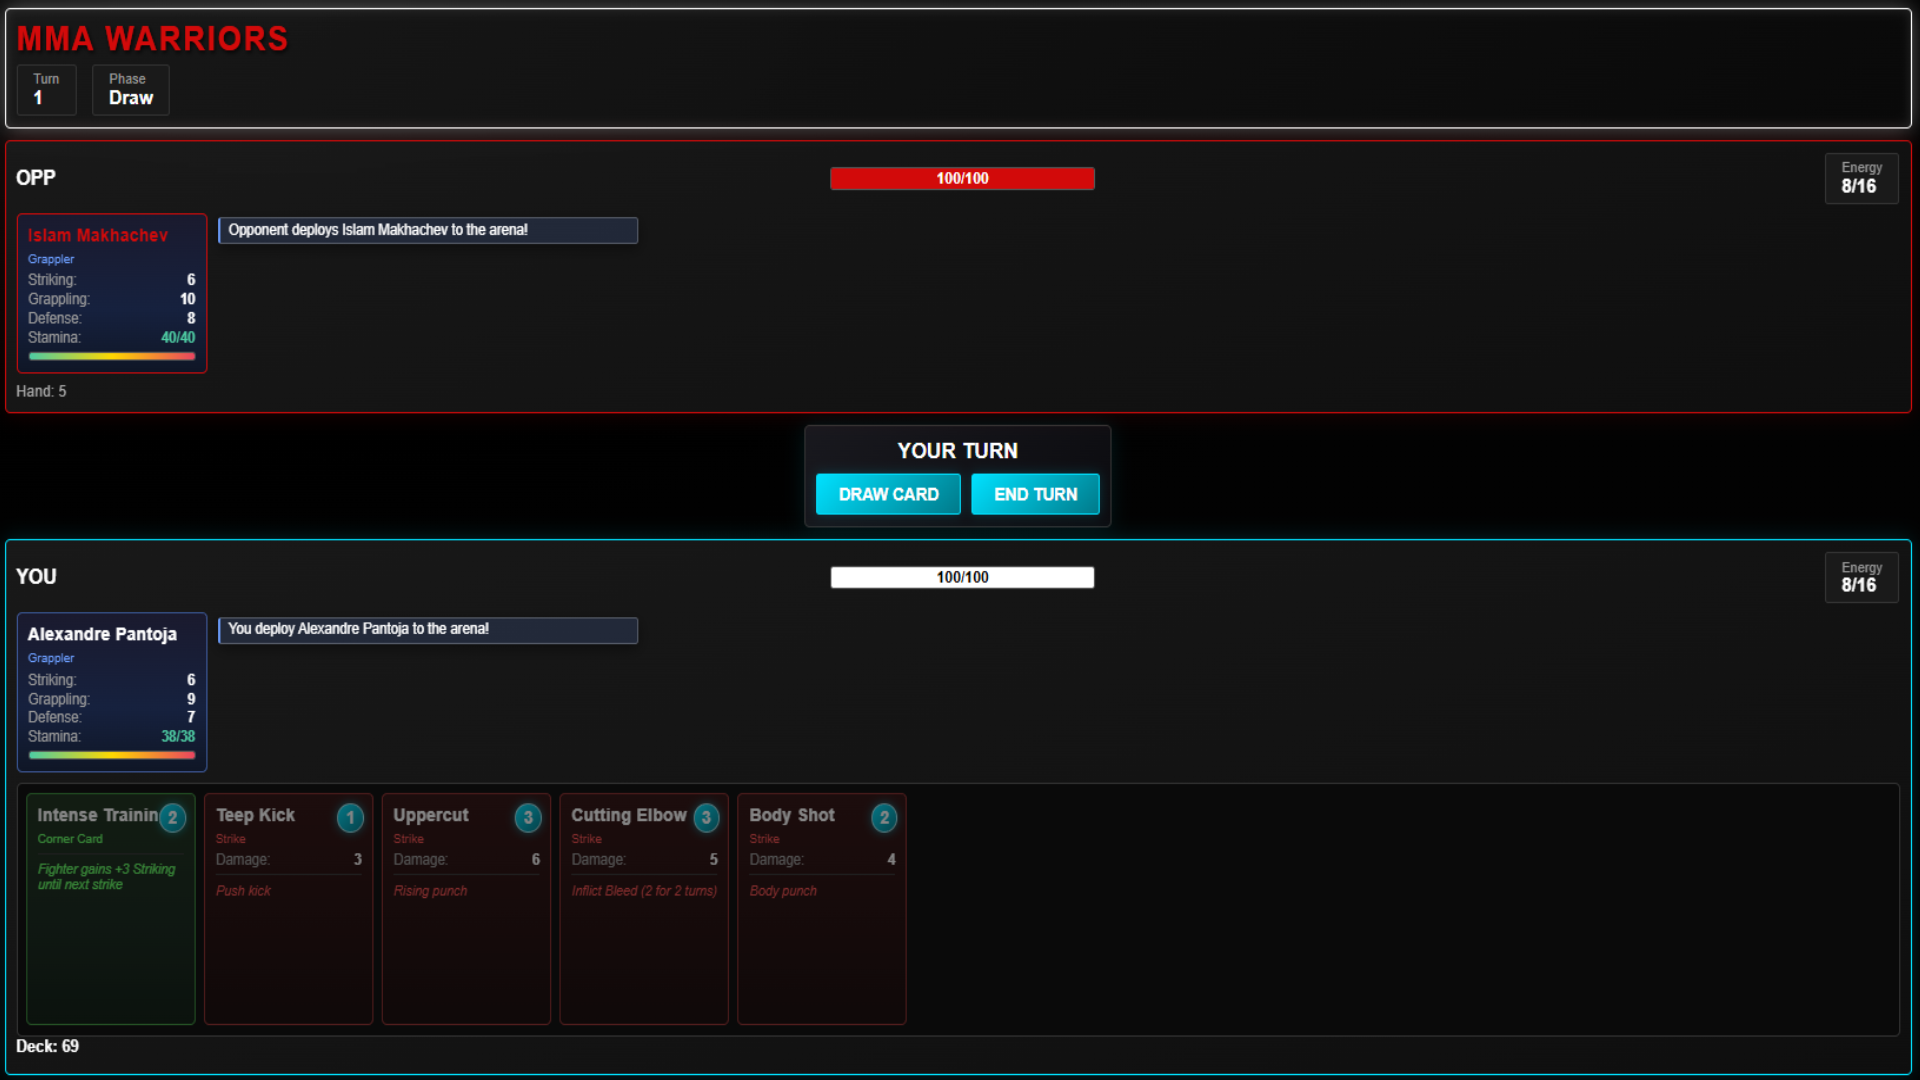 MMA WARRIORS
Turn
1
Phase
Draw
OPP
100/100
Energy
8/16
Islam Makhachev
Grappler
Striking: 6
Grappling: 10
Defense: 8
Stamina: 40/40
Opponent deploys Islam Makhachev to the arena!
Hand: 5
YOUR TURN
DRAW CARD
END TURN
YOU
100/100
Energy
8/16
Alexandre Pantoja
Grappler
Striking: 6
Grappling: 9
Defense: 7
Stamina: 38/38
You deploy Alexandre Pantoja to the arena!
Intense Trainin 2
Corner Card
Fighter gains +3 Striking
until next strike
Teep Kick 1
Strike
Damage: 3
Push kick
Uppercut 3
Strike
Damage: 6
Rising punch
Cutting Elbow 3
Strike
Damage: 5
Inflict Bleed (2 for 2 turns)
Body Shot 2
Strike
Damage: 4
Body punch
Deck: 69